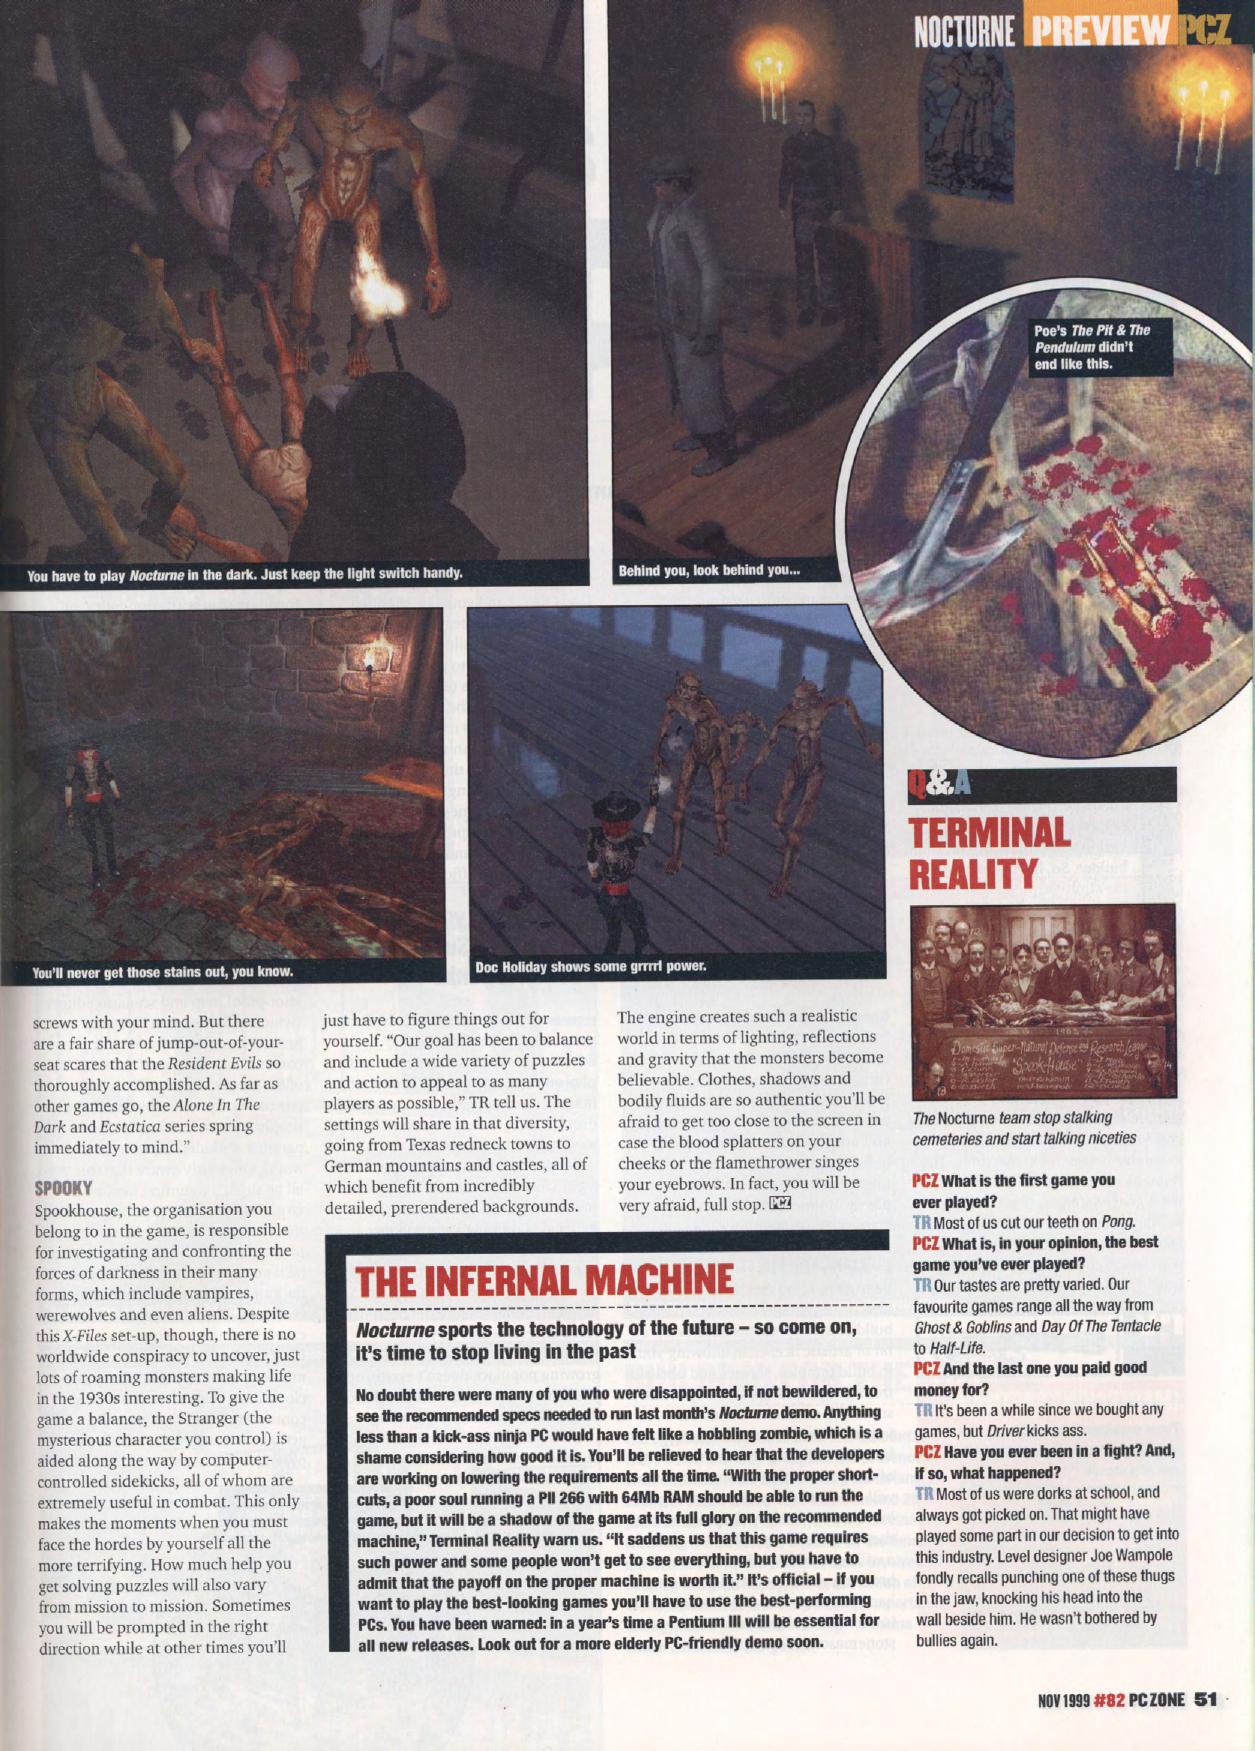 NOCTURNE PREVIEW PCZ
Poe's The Pit & The
Pendulum didn't
end like this.
You have to play Nocturne in the dark. Just keep the light switch handy.
Behind you, look behind you...
You'll never get those stains out, you know.
Doc Holiday shows some grrrrl power.
screws with your mind. But there
are a fair share of jump-out-of-your-
seat scares that the Resident Evils so
thoroughly accomplished. As far as
other games go, the Alone In The
Dark and Ecstatica series spring
immediately to mind."
SPOOKY
Spookhouse, the organisation you
belong to in the game, is responsible
for investigating and confronting the
forces of darkness in their many
forms, which include vampires,
werewolves and even aliens. Despite
this X-Files set-up, though, there is no
worldwide conspiracy to uncover, just
lots of roaming monsters making life
in the 1930s interesting. To give the
game a balance, the Stranger (the
mysterious character you control) is
aided along the way by computer-
controlled sidekicks, all of whom are
extremely useful in combat. This only
makes the moments when you must
face the hordes by yourself all the
more terrifying. How much help you
get solving puzzles will also vary
from mission to mission. Sometimes
you will be prompted in the right
direction while at other times you'll
just have to figure things out for
yourself. "Our goal has been to balance
and include a wide variety of puzzles
and action to appeal to as many
players as possible," TR tell us. The
settings will share in that diversity,
going from Texas redneck towns to
German mountains and castles, all of
which benefit from incredibly
detailed, prerendered backgrounds.
The engine creates such a realistic
world in terms of lighting, reflections
and gravity that the monsters become
believable. Clothes, shadows and
bodily fluids are so authentic you'll be
afraid to get too close to the screen in
case the blood splatters on your
cheeks or the flamethrower singes
your eyebrows. In fact, you will be
very afraid, full stop. PCZ
THE INFERNAL MACHINE
Nocturne sports the technology of the future – so come on,
it's time to stop living in the past
No doubt there were many of you who were disappointed, if not bewildered, to
see the recommended specs needed to run last month's Nocturne demo. Anything
less than a kick-ass ninja PC would have felt like a hobbling zombie, which is a
shame considering how good it is. You'll be relieved to hear that the developers
are working on lowering the requirements all the time. "With the proper short-
cuts, a poor soul running a PII 266 with 64Mb RAM should be able to run the
game, but it will be a shadow of the game at its full glory on the recommended
machine," Terminal Reality warn us. "It saddens us that this game requires
such power and some people won't get to see everything, but you have to
admit that the payoff on the proper machine is worth it." It's official – if you
want to play the best-looking games you'll have to use the best-performing
PCs. You have been warned: in a year's time a Pentium III will be essential for
all new releases. Look out for a more elderly PC-friendly demo soon.
Q&A
TERMINAL
REALITY
Domestic Super-Natural Defense and Research League
"Spook-House"
The Nocturne team stop stalking
cemeteries and start talking niceties
PCZ What is the first game you
ever played?
TR Most of us cut our teeth on Pong.
PCZ What is, in your opinion, the best
game you've ever played?
TR Our tastes are pretty varied. Our
favourite games range all the way from
Ghost & Goblins and Day Of The Tentacle
to Half-Life.
PCZ And the last one you paid good
money for?
TR It's been a while since we bought any
games, but Driver kicks ass.
PCZ Have you ever been in a fight? And,
if so, what happened?
TR Most of us were dorks at school, and
always got picked on. That might have
played some part in our decision to get into
this industry. Level designer Joe Wampole
fondly recalls punching one of these thugs
in the jaw, knocking his head into the
wall beside him. He wasn't bothered by
bullies again.
NOV 1999 #82 PC ZONE 51